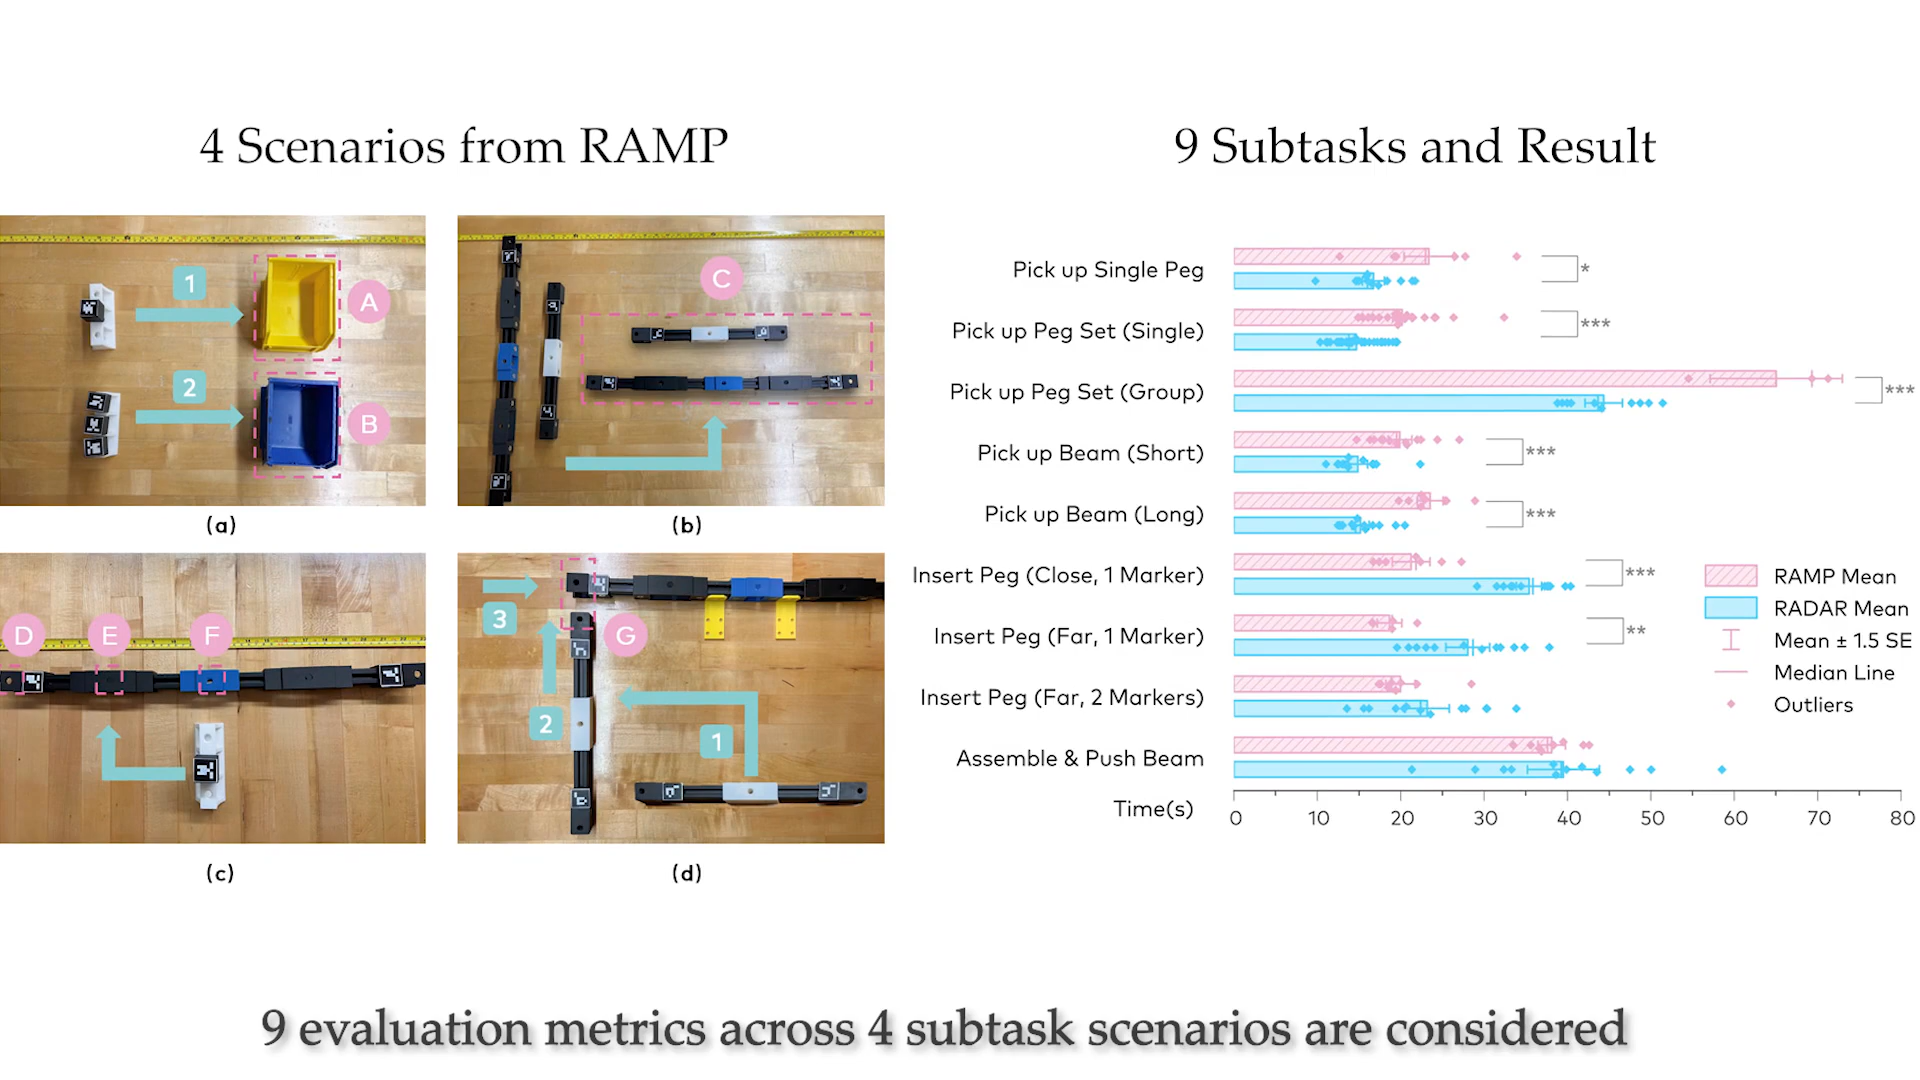 4 Scenarios from RAMP
1
A
2
B
(a)
C
(b)
D
E
F
(c)
3
G
2
1
(d)
9 Subtasks and Result
Pick up Single Peg
*
Pick up Peg Set (Single)
***
Pick up Peg Set (Group)
***
Pick up Beam (Short)
***
Pick up Beam (Long)
***
Insert Peg (Close, 1 Marker)
***
Insert Peg (Far, 1 Marker)
**
Insert Peg (Far, 2 Markers)
Assemble & Push Beam
Time(s)
0 10 20 30 40 50 60 70 80
RAMP Mean
RADAR Mean
Mean ± 1.5 SE
Median Line
Outliers
9 evaluation metrics across 4 subtask scenarios are considered